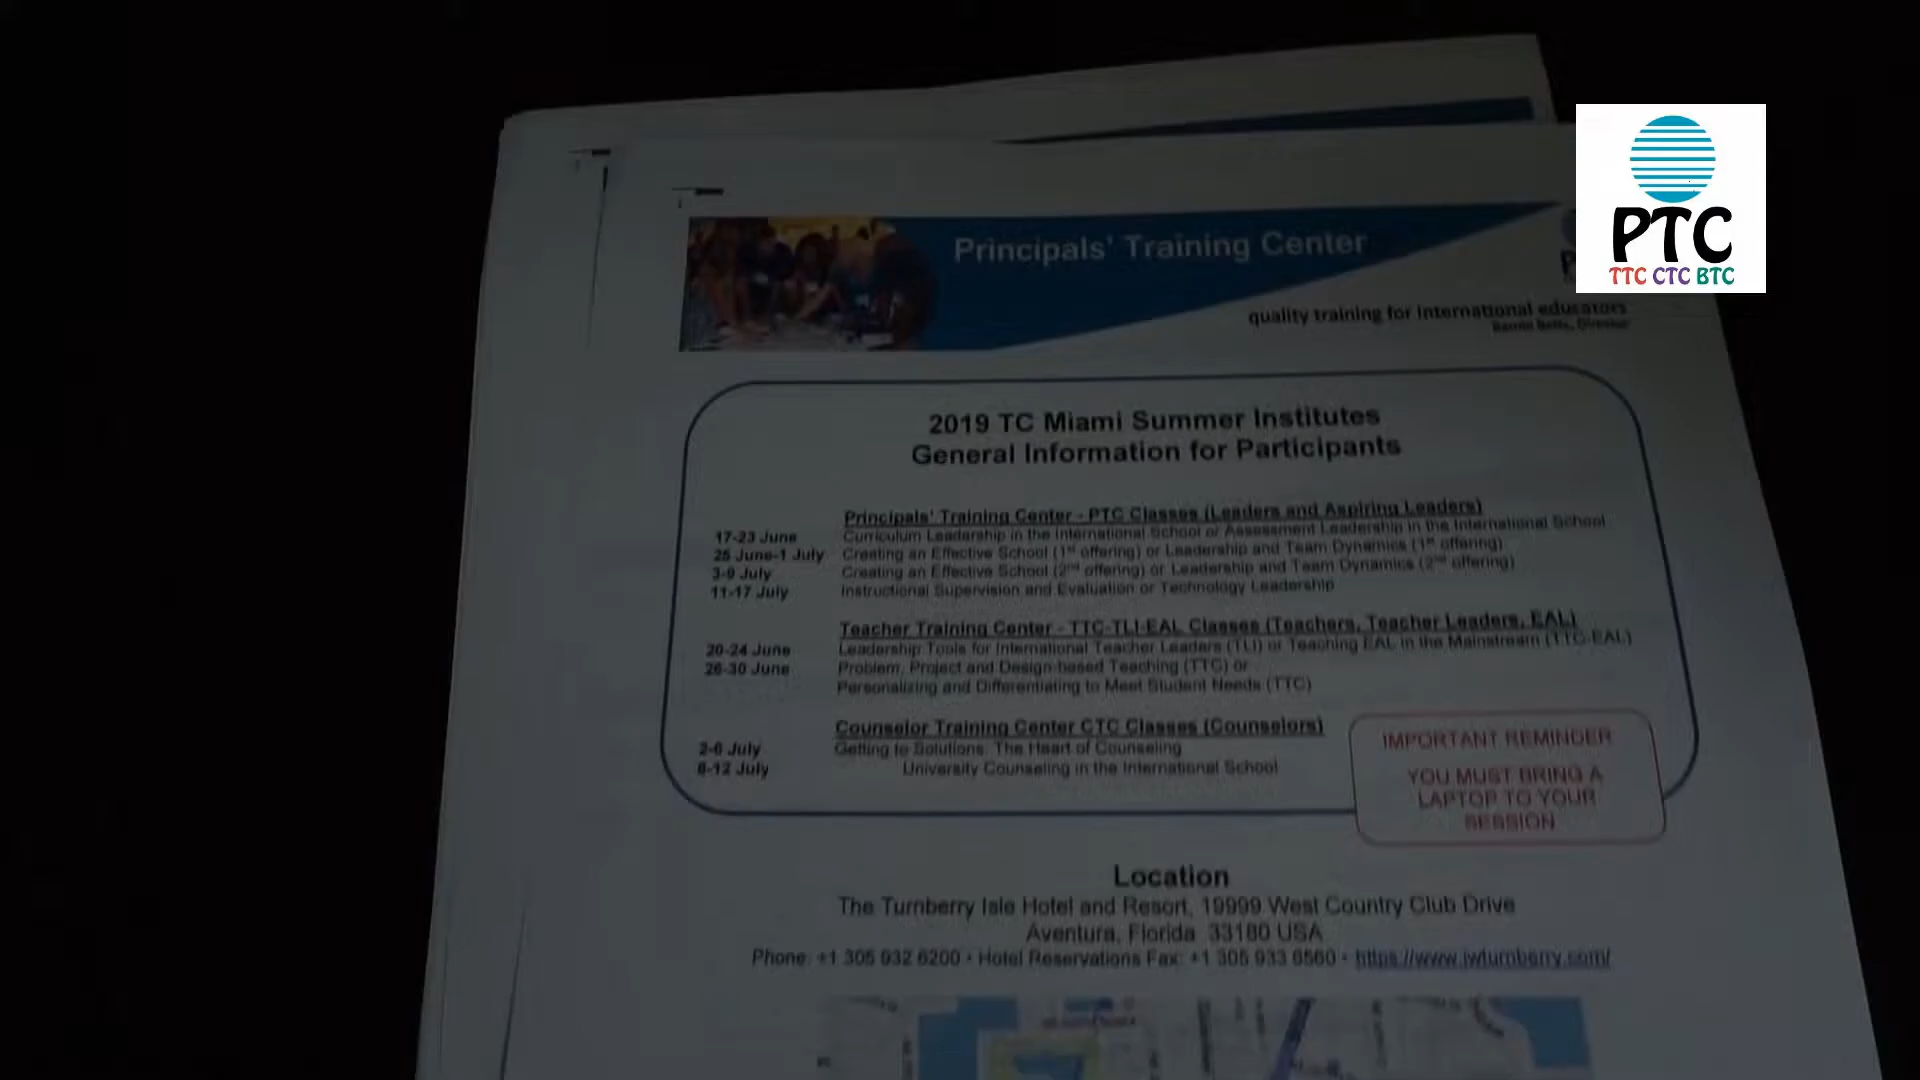 PTC
TTC CTC BTC
Principals' Training Center
quality training for international educators
Director
2019 TC Miami Summer Institutes
General Information for Participants
Principals' Training Center - PTC Classes (Leaders and Aspiring Leaders)
17-23 June Curriculum Leadership in the International School or Assessment Leadership in the International School
25 June-1 July Creating an Effective School (1st offering) or Leadership and Team Dynamics (1st offering)
3-9 July Creating an Effective School (2nd offering) or Leadership and Team Dynamics (2nd offering)
11-17 July Instructional Supervision and Evaluation or Technology Leadership
Teacher Training Center - TTC-TLI-EAL Classes (Teachers, Teacher Leaders, EAL)
20-24 June Leadership Tools for International Teacher Leaders (TLI) or Teaching EAL in the Mainstream (TTC-EAL)
26-30 June Problem, Project and Design-based Teaching (TTC) or
Personalizing and Differentiating to Meet Student Needs (TTC)
Counselor Training Center CTC Classes (Counselors)
2-6 July Getting to Solutions: The Heart of Counseling
8-12 July University Counseling in the International School
IMPORTANT REMINDER
YOU MUST BRING A
LAPTOP TO YOUR
SESSION
Location
The Turnberry Isle Hotel and Resort, 19999 West Country Club Drive
Aventura, Florida 33180 USA
Phone: +1 305 932 6200 • Hotel Reservations Fax: +1 305 933 6560 • https://www.jwturnberry.com/